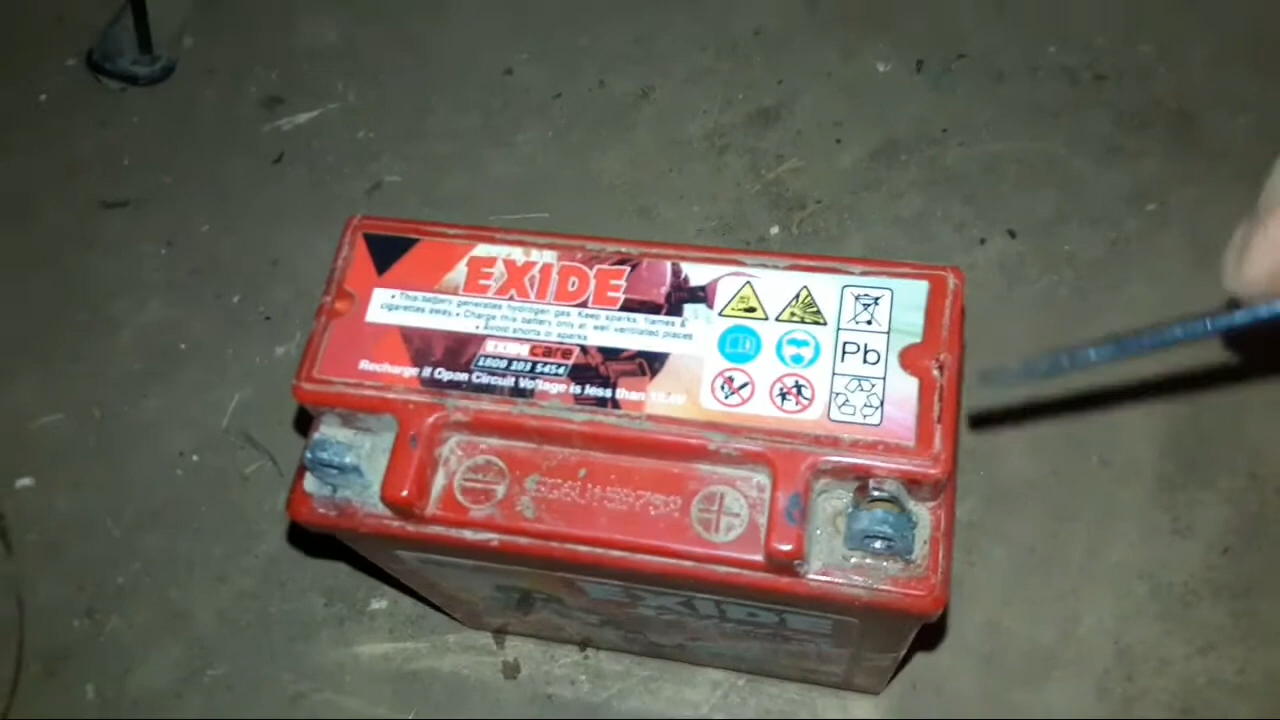 EXIDE
• This battery generates hydrogen gas. Keep sparks, flames &
cigarettes away. • Charge this battery only at well ventilated places
• Avoid shorts or sparks
EXIDE care
1800 103 5454
Recharge if Open Circuit Voltage is less than 12.4V
Pb
EXIDE